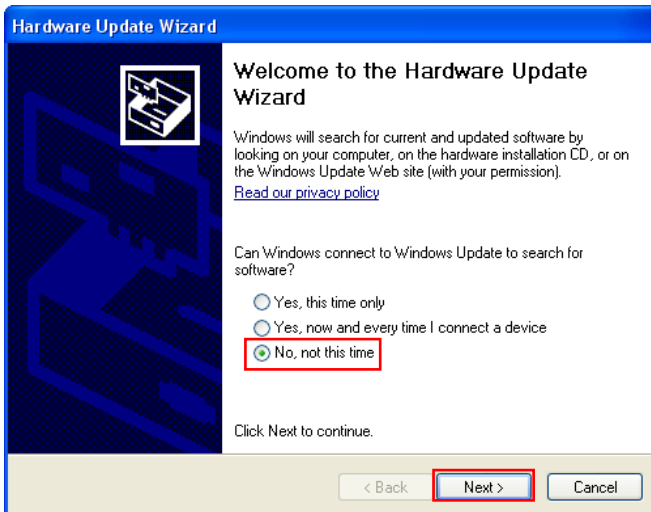 Hardware Update Wizard
Welcome to the Hardware Update
Wizard
Windows will search for current and updated software by
looking on your computer, on the hardware installation CD, or on
the Windows Update Web site (with your permission).
Read our privacy policy
Can Windows connect to Windows Update to search for
software?
Yes, this time only
Yes, now and every time I connect a device
No, not this time
Click Next to continue.
< Back Next > Cancel